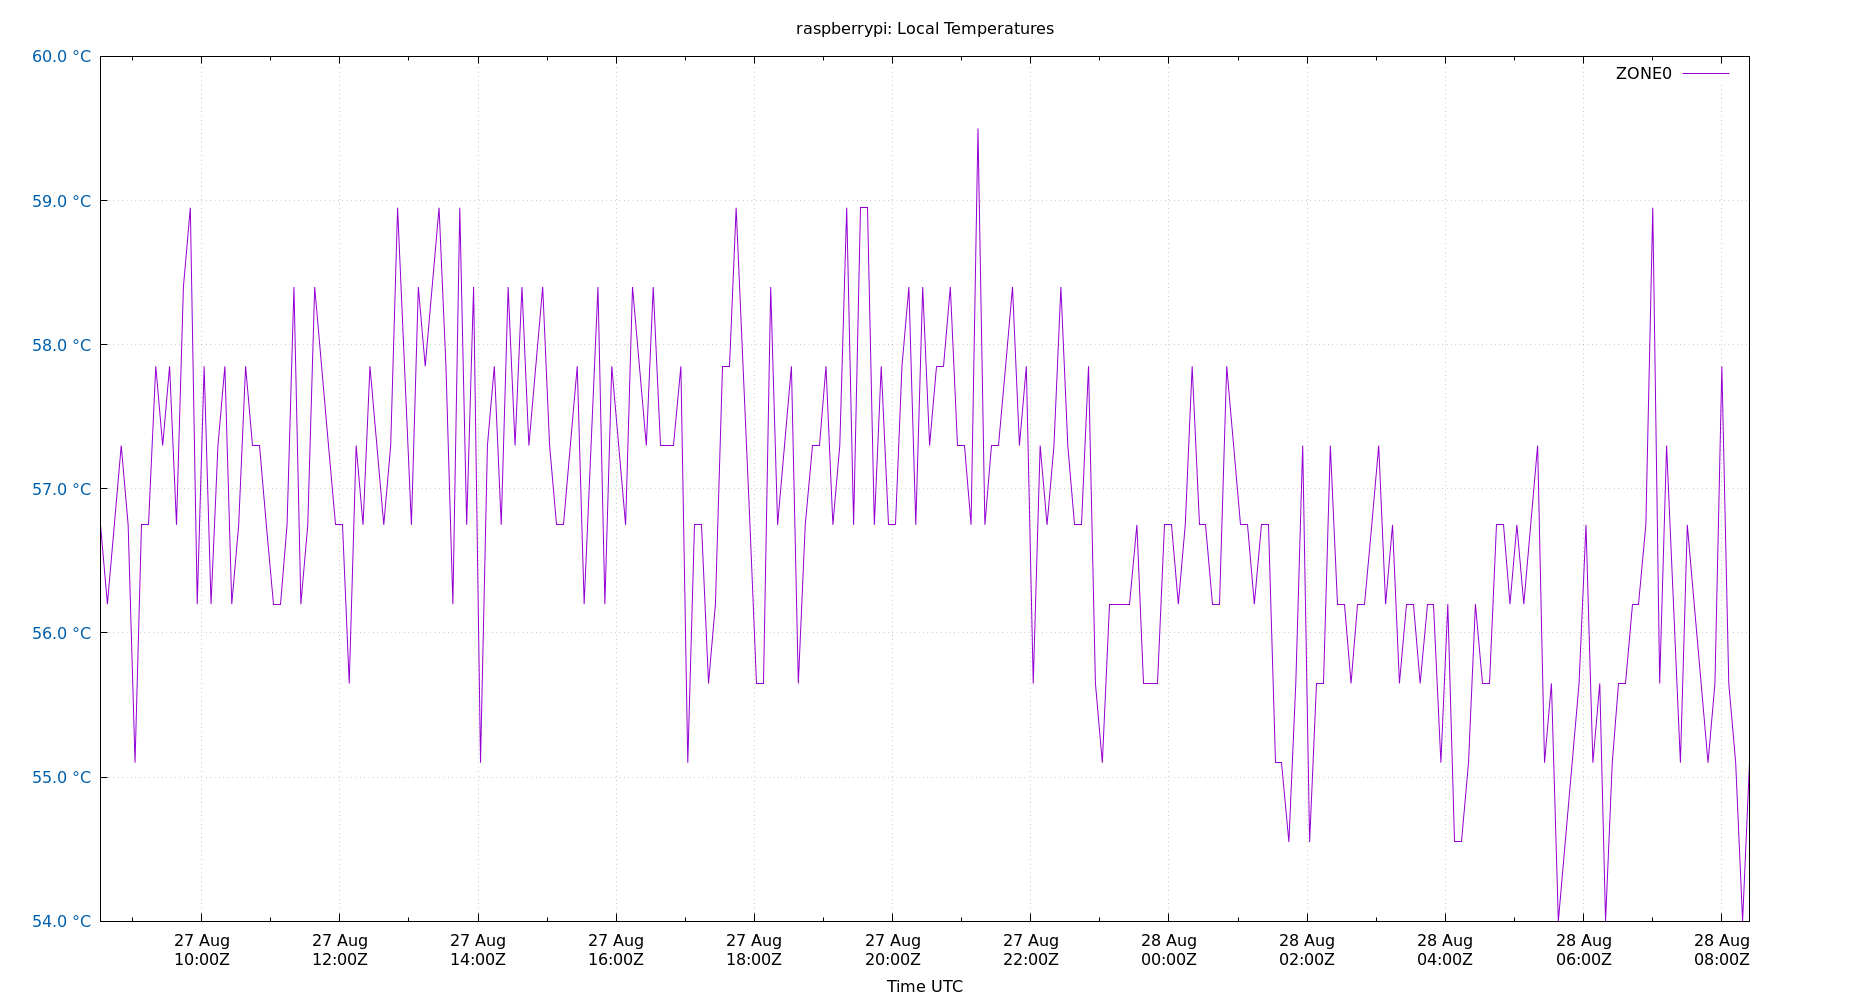 raspberrypi: Local Temperatures
60.0 °C
59.0 °C
58.0 °C
57.0 °C
56.0 °C
55.0 °C
54.0 °C
ZONE0
27 Aug 27 Aug 27 Aug 27 Aug 27 Aug 27 Aug 27 Aug 28 Aug 28 Aug 28 Aug 28 Aug 28 Aug
10:00Z 12:00Z 14:00Z 16:00Z 18:00Z 20:00Z 22:00Z 00:00Z 02:00Z 04:00Z 06:00Z 08:00Z
Time UTC